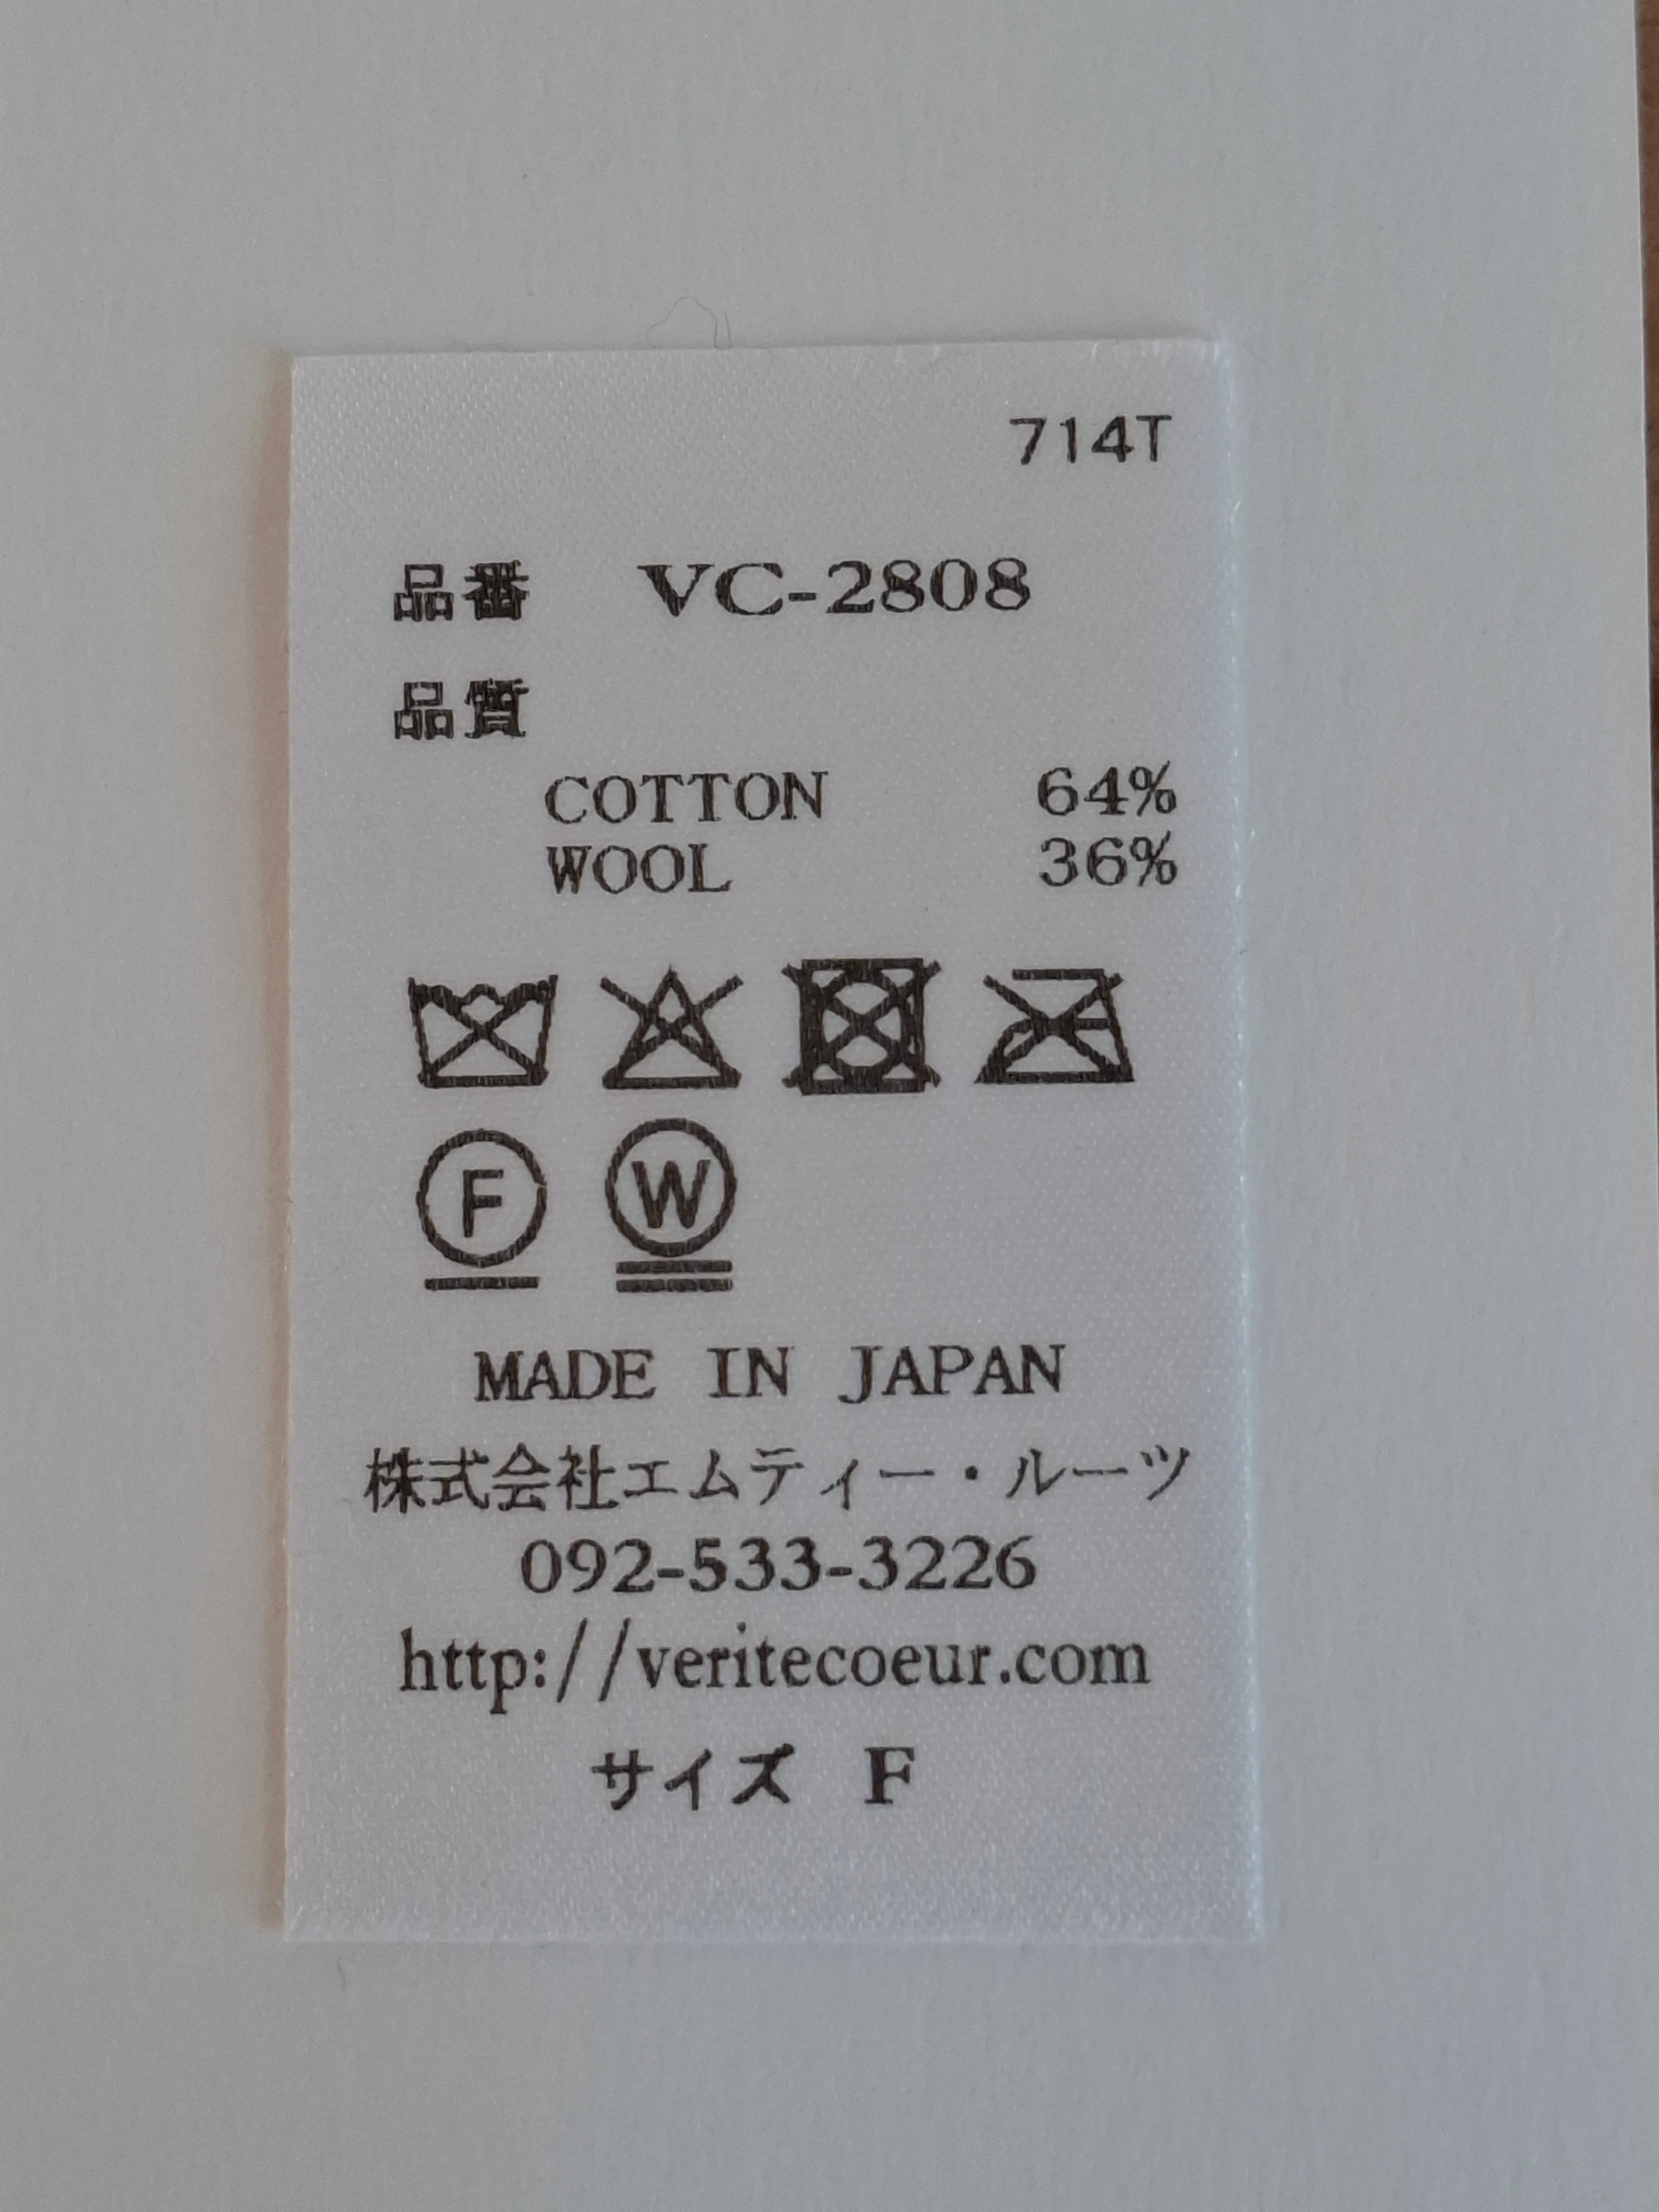 714T
品番 VC-2808
品質
COTTON 64%
WOOL 36%
F W
MADE IN JAPAN
株式会社エムティー・ルーツ
092-533-3226
http://veritecoeur.com
サイズ F